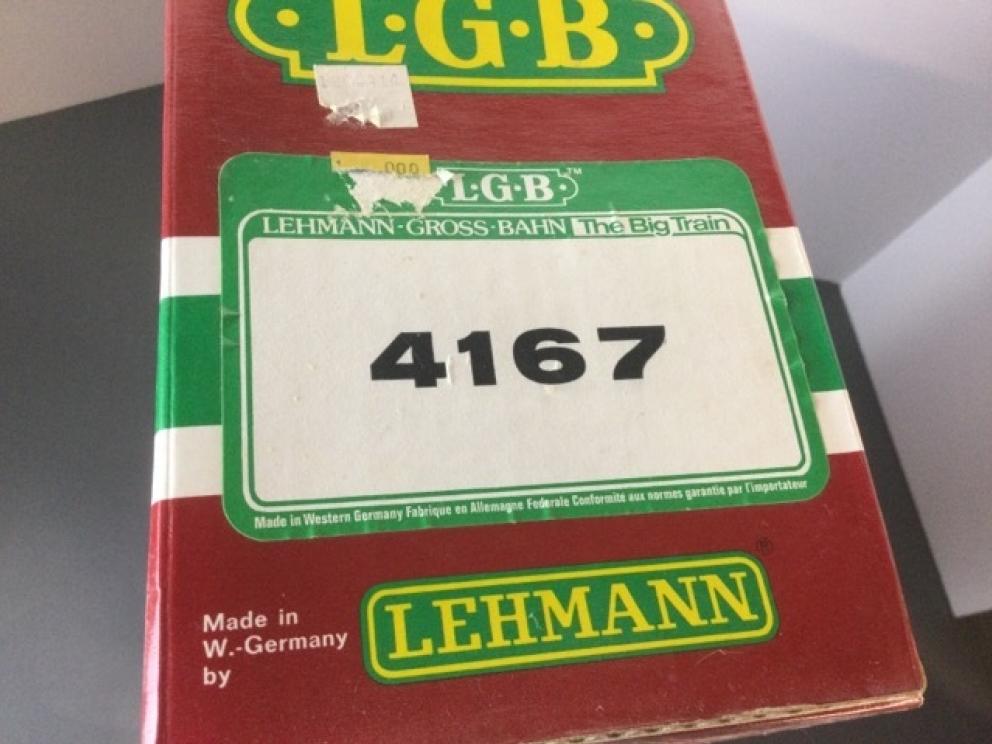 L·G·B
000
L·G·B·™
LEHMANN·GROSS·BAHN The Big Train
4167
Made in Western Germany Fabrique en Allemagne Federale Conformité aux normes garantie par l'importateur
®
LEHMANN
Made in
W.-Germany
by